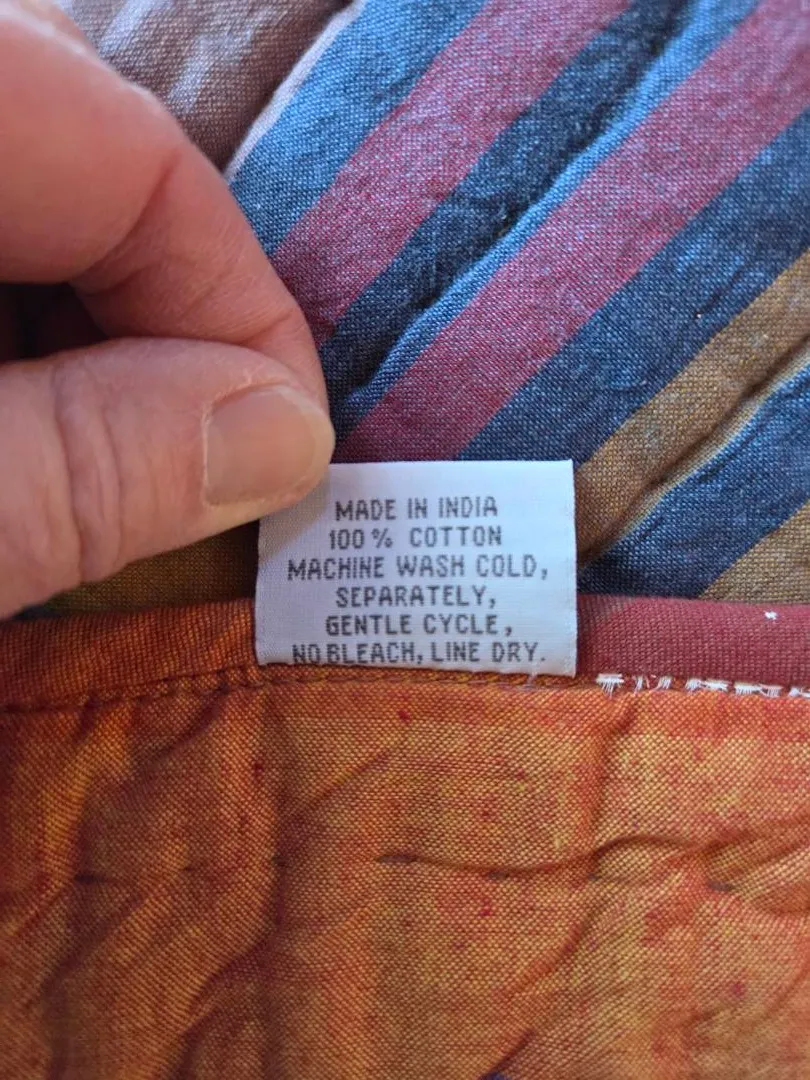 MADE IN INDIA
100% COTTON
MACHINE WASH COLD,
SEPARATELY,
GENTLE CYCLE,
NO BLEACH, LINE DRY.